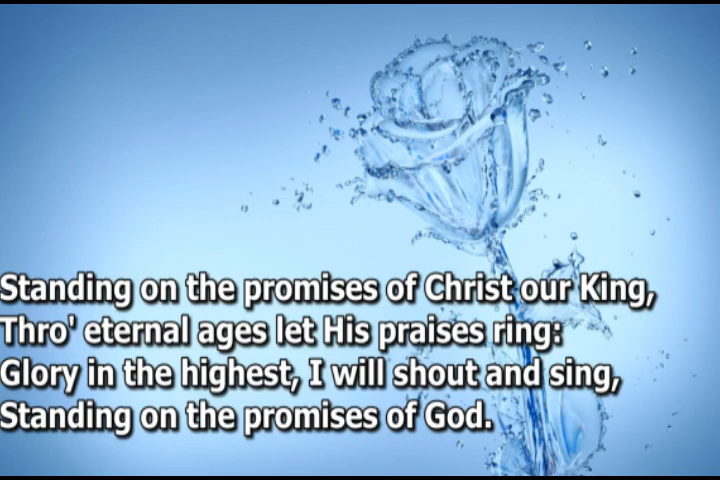 Standing on the promises of Christ our King,
Thro' eternal ages let His praises ring:
Glory in the highest, I will shout and sing,
Standing on the promises of God.